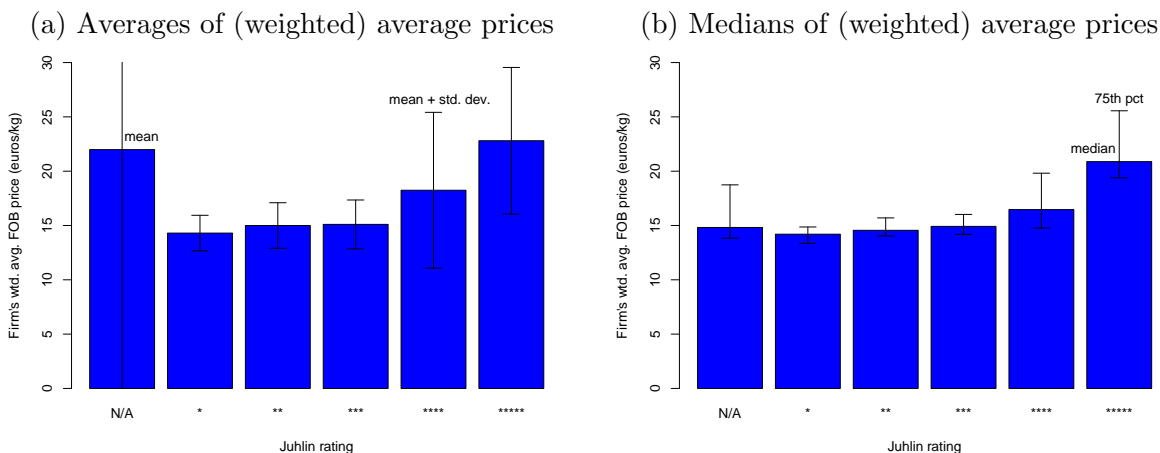 (a) Averages of (weighted) average prices
Firm's wtd. avg. FOB price (euros/kg)
30
25
20
15
10
5
0
mean
mean + std. dev.
N/A * ** *** **** *****
Juhlin rating
(b) Medians of (weighted) average prices
Firm's wtd. avg. FOB price (euros/kg)
30
25
20
15
10
5
0
75th pct
median
N/A * ** *** **** *****
Juhlin rating